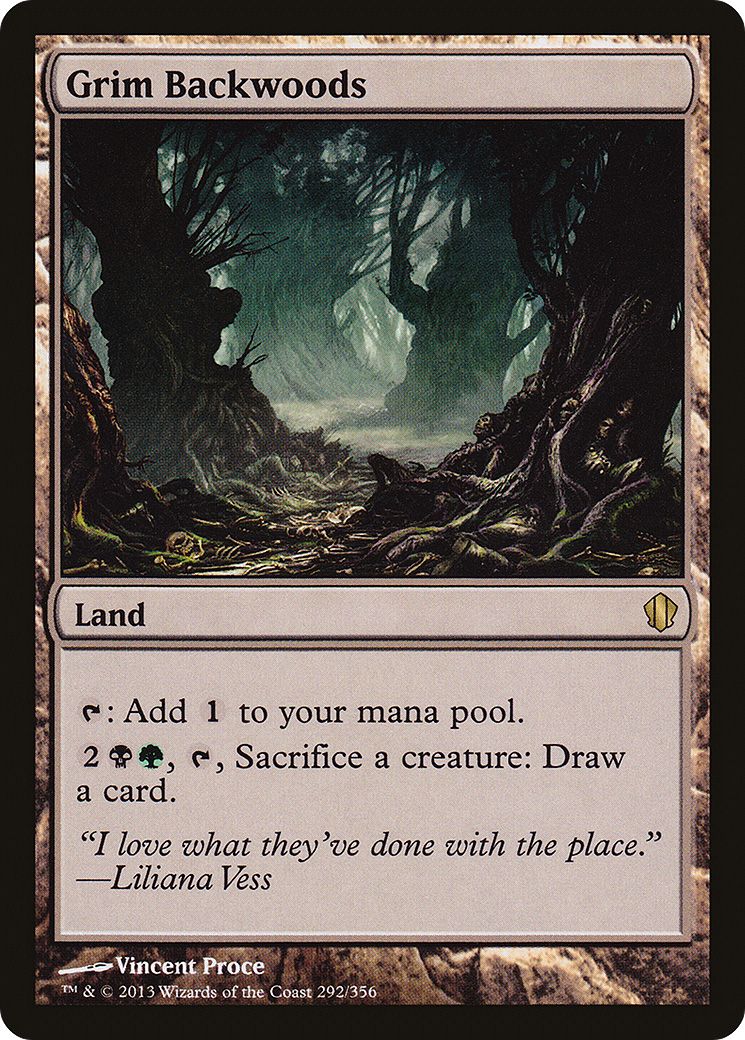 Grim Backwoods
Land
: Add 1 to your mana pool.
2 , , Sacrifice a creature: Draw
a card.
“I love what they’ve done with the place.”
—Liliana Vess
Vincent Proce
™ & © 2013 Wizards of the Coast 292/356